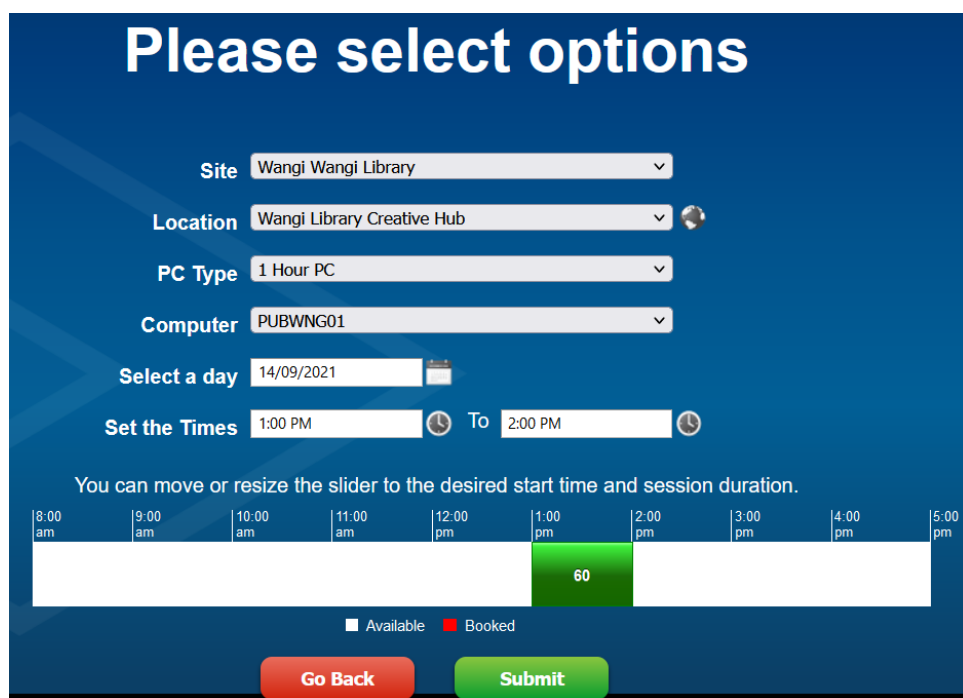 Please select options
Site Wangi Wangi Library
Location Wangi Library Creative Hub
PC Type 1 Hour PC
Computer PUBWNG01
Select a day 14/09/2021
Set the Times 1:00 PM To 2:00 PM
You can move or resize the slider to the desired start time and session duration.
8:00 9:00 10:00 11:00 12:00 1:00 2:00 3:00 4:00 5:00
am am am am pm pm pm pm pm pm
60
Available Booked
Go Back Submit